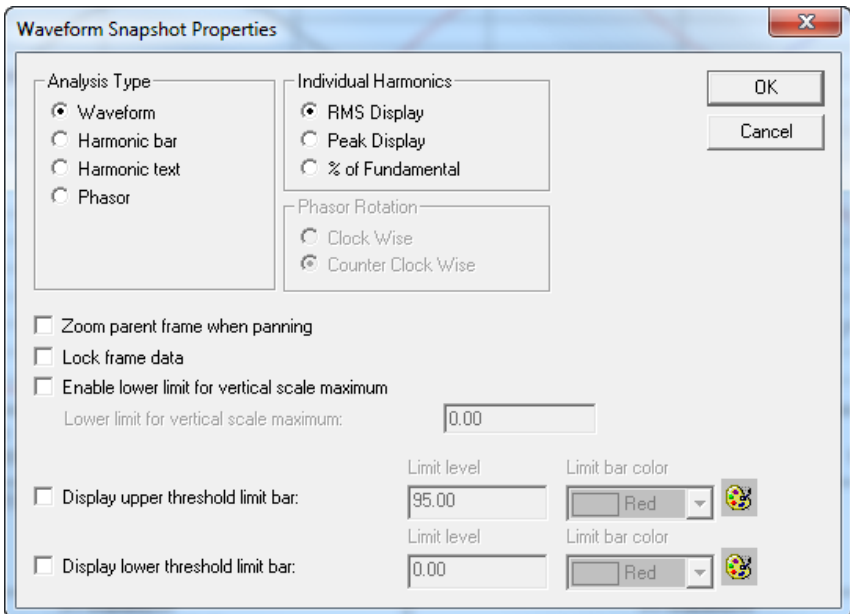 Waveform Snapshot Properties
Analysis Type
Waveform
Harmonic bar
Harmonic text
Phasor
Individual Harmonics
RMS Display
Peak Display
% of Fundamental
Phasor Rotation
Clock Wise
Counter Clock Wise
OK
Cancel
Zoom parent frame when panning
Lock frame data
Enable lower limit for vertical scale maximum
Lower limit for vertical scale maximum: 0.00
Limit level Limit bar color
Display upper threshold limit bar: 95.00 Red
Limit level Limit bar color
Display lower threshold limit bar: 0.00 Red